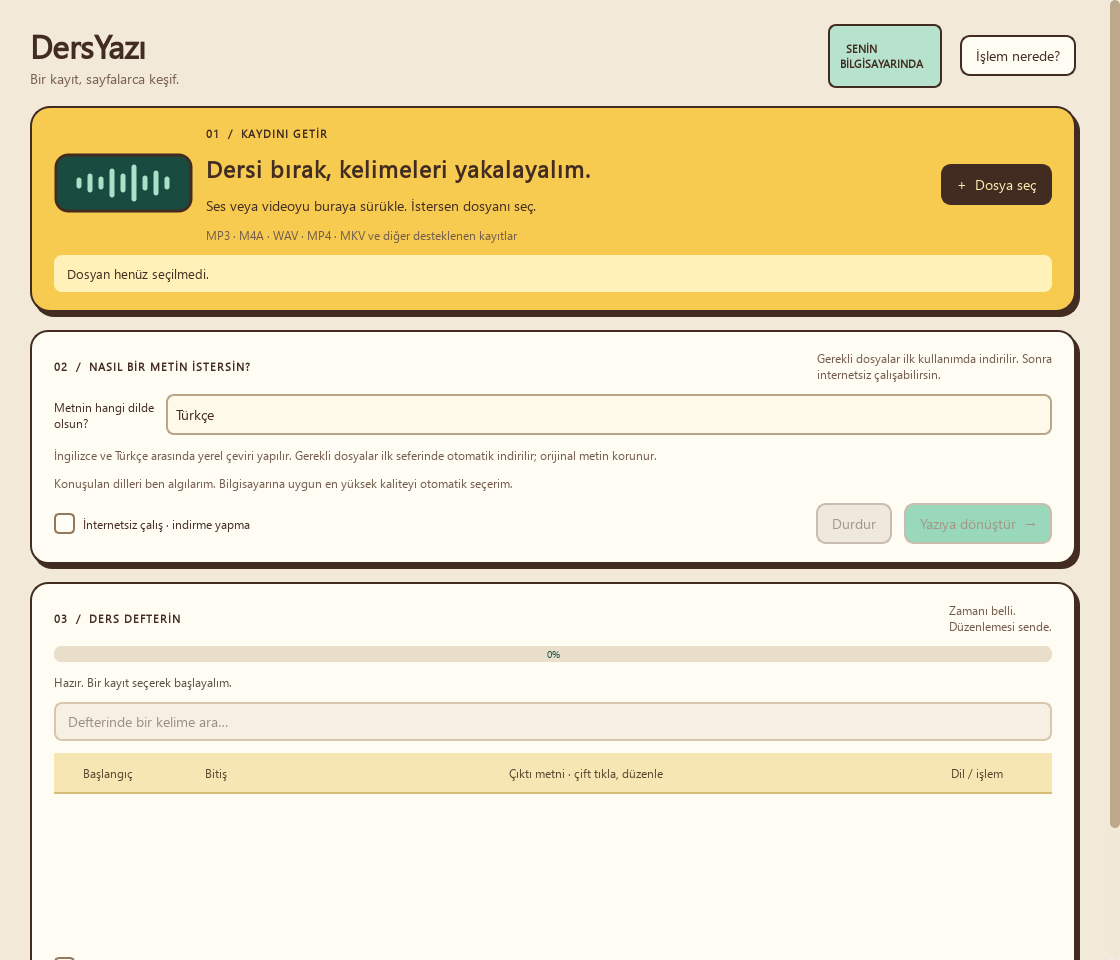 DersYazı
Bir kayıt, sayfalarca keşif.
SENİN
BİLGİSAYARINDA
İşlem nerede?
01 / KAYDINI GETİR
Dersi bırak, kelimeleri yakalayalım.
Ses veya videoyu buraya sürükle. İstersen dosyanı seç.
MP3 · M4A · WAV · MP4 · MKV ve diğer desteklenen kayıtlar
+ Dosya seç
Dosyan henüz seçilmedi.
02 / NASIL BİR METİN İSTERSİN?
Gerekli dosyalar ilk kullanımda indirilir. Sonra
internetsiz çalışabilirsin.
Metnin hangi dilde
olsun?
Türkçe
İngilizce ve Türkçe arasında yerel çeviri yapılır. Gerekli dosyalar ilk seferinde otomatik indirilir; orijinal metin korunur.
Konuşulan dilleri ben algılarım. Bilgisayarına uygun en yüksek kaliteyi otomatik seçerim.
İnternetsiz çalış · indirme yapma
Durdur
Yazıya dönüştür →
03 / DERS DEFTERİN
Zamanı belli.
Düzenlemesi sende.
0%
Hazır. Bir kayıt seçerek başlayalım.
Defterinde bir kelime ara...
Başlangıç
Bitiş
Çıktı metni · çift tıkla, düzenle
Dil / işlem